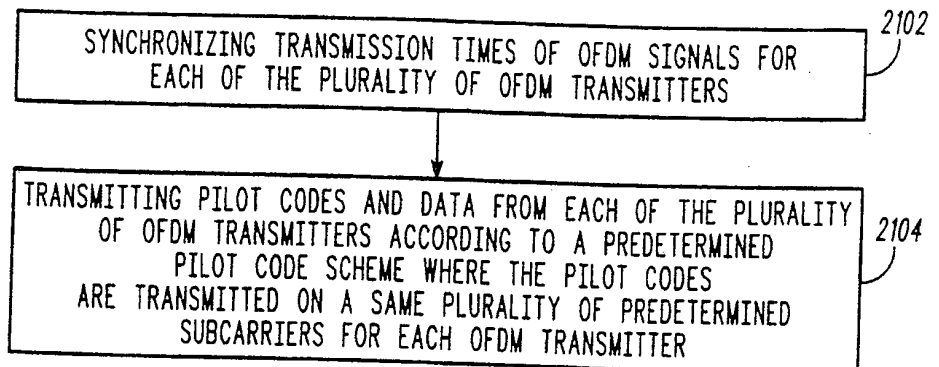 2102
SYNCHRONIZING TRANSMISSION TIMES OF OFDM SIGNALS FOR
EACH OF THE PLURALITY OF OFDM TRANSMITTERS
TRANSMITTING PILOT CODES AND DATA FROM EACH OF THE PLURALITY
OF OFDM TRANSMITTERS ACCORDING TO A PREDETERMINED
PILOT CODE SCHEME WHERE THE PILOT CODES
ARE TRANSMITTED ON A SAME PLURALITY OF PREDETERMINED
SUBCARRIERS FOR EACH OFDM TRANSMITTER
2104